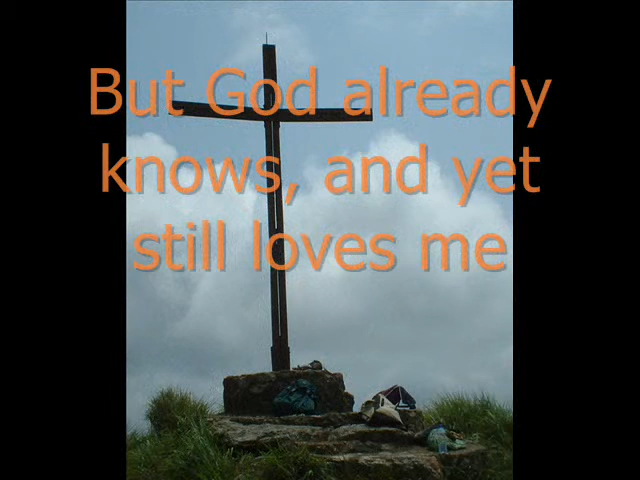 But God already
knows, and yet
still loves me